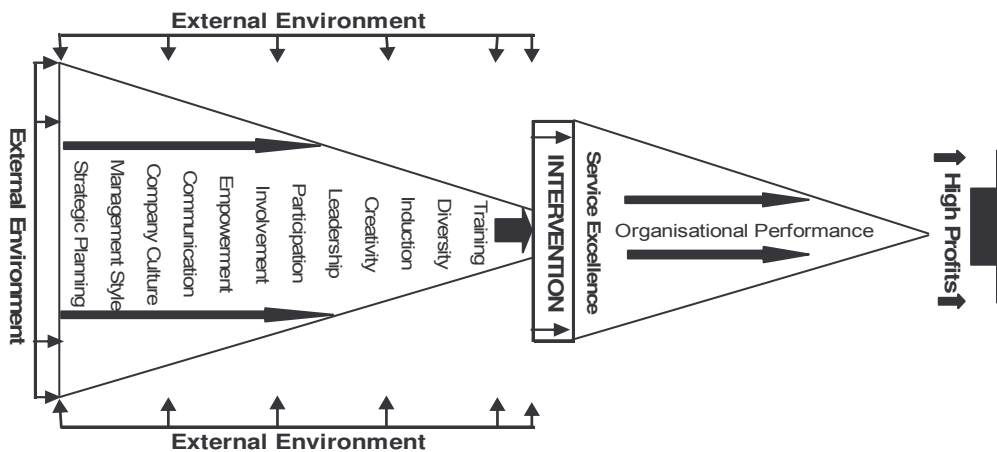 External Environment
External Environment
Strategic Planning
Management Style
Company Culture
Communication
Empowerment
Involvement
Participation
Leadership
Creativity
Induction
Diversity
Training
INTERVENTION
Service Excellence
Organisational Performance
High Profits
External Environment